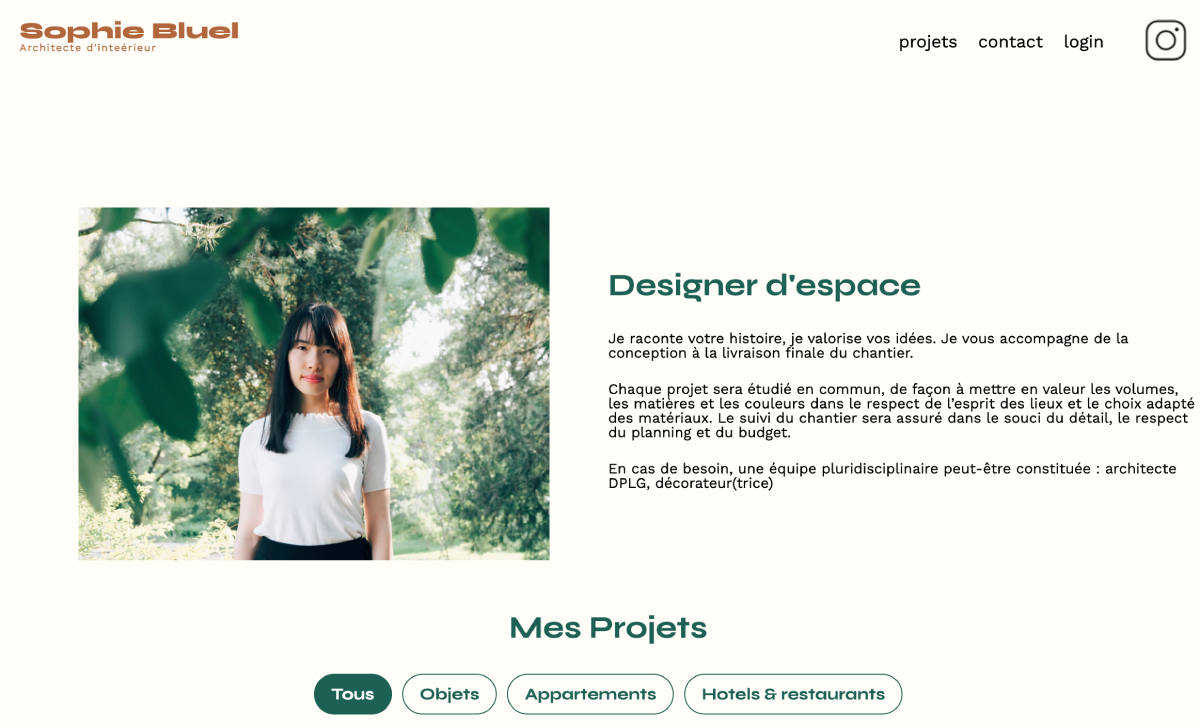 Sophie Bluel
Architecte d'inteérieur
projets contact login
Designer d'espace
Je raconte votre histoire, je valorise vos idées. Je vous accompagne de la
conception à la livraison finale du chantier.
Chaque projet sera étudié en commun, de façon à mettre en valeur les volumes,
les matières et les couleurs dans le respect de l’esprit des lieux et le choix adapté
des matériaux. Le suivi du chantier sera assuré dans le souci du détail, le respect
du planning et du budget.
En cas de besoin, une équipe pluridisciplinaire peut-être constituée : architecte
DPLG, décorateur(trice)
Mes Projets
Tous Objets Appartements Hotels & restaurants